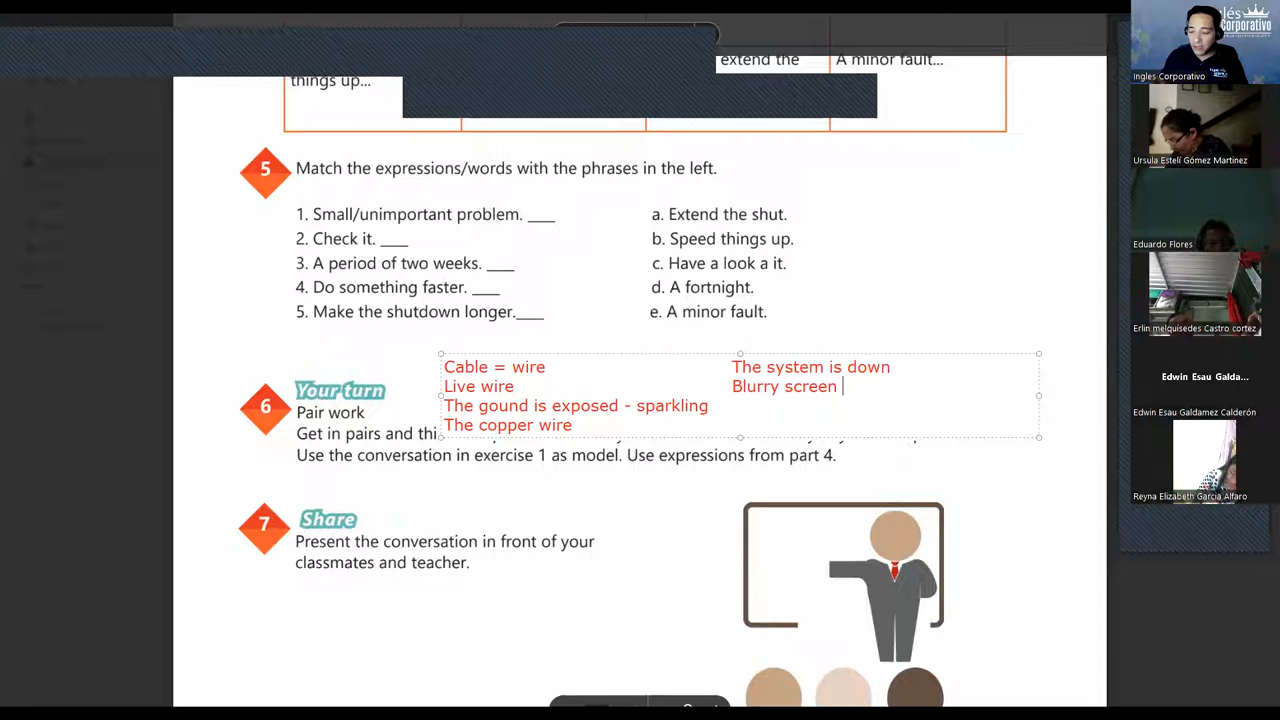 extend the
A minor fault...
things up...
5
Match the expressions/words with the phrases in the left.
1. Small/unimportant problem. ____
a. Extend the shut.
2. Check it. ____
b. Speed things up.
3. A period of two weeks. ____
c. Have a look a it.
4. Do something faster. ____
d. A fortnight.
5. Make the shutdown longer.____
e. A minor fault.
Cable = wire
The system is down
Live wire
Blurry screen
The gound is exposed - sparkling
The copper wire
6
Your turn
Pair work
Get in pairs and thi
Use the conversation in exercise 1 as model. Use expressions from part 4.
7
Share
Present the conversation in front of your
classmates and teacher.
glés
Corporativo
Ingles Corporativo
Ursula Estelí Gómez Martinez
Eduardo Flores
Erlin melquisedes Castro cortez
Edwin Esau Galda...
Edwin Esau Galdamez Calderón
Reyna Elizabeth Garcia Alfaro